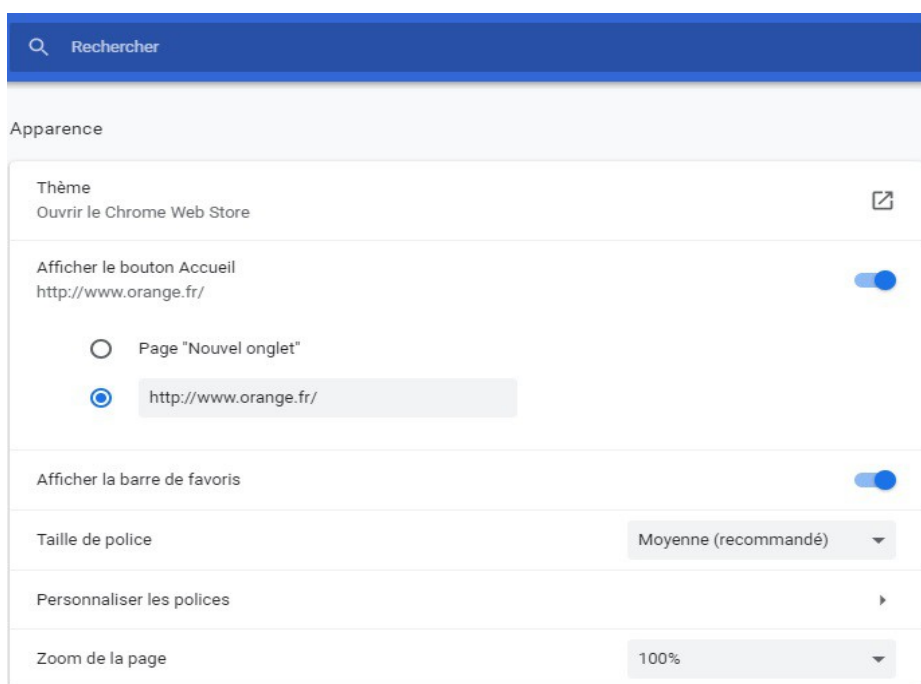 Rechercher
Apparence
Thème
Ouvrir le Chrome Web Store
Afficher le bouton Accueil
http://www.orange.fr/
Page "Nouvel onglet"
http://www.orange.fr/
Afficher la barre de favoris
Taille de police Moyenne (recommandé)
Personnaliser les polices
Zoom de la page 100%